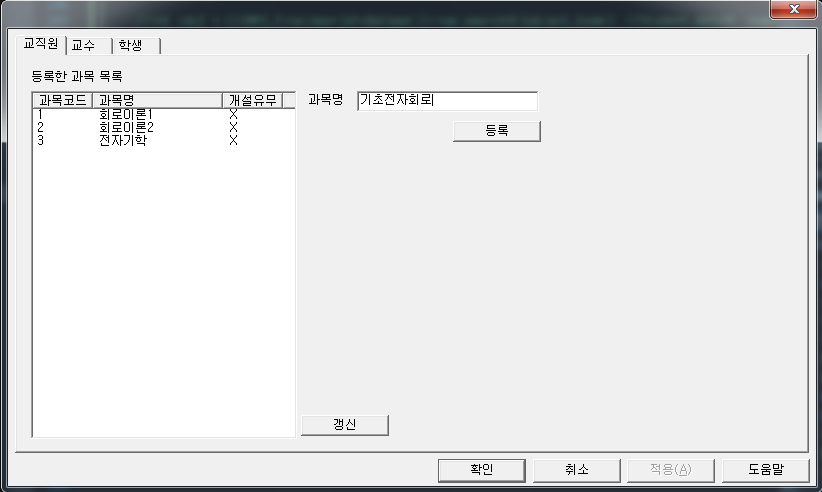 교직원 교수 학생
등록한 과목 목록
과목코드 과목명 개설유무
1 회로이론1 X
2 회로이론2 X
3 전자기학 X
과목명 기초전자회로
등록
갱신
확인 취소 적용(A) 도움말